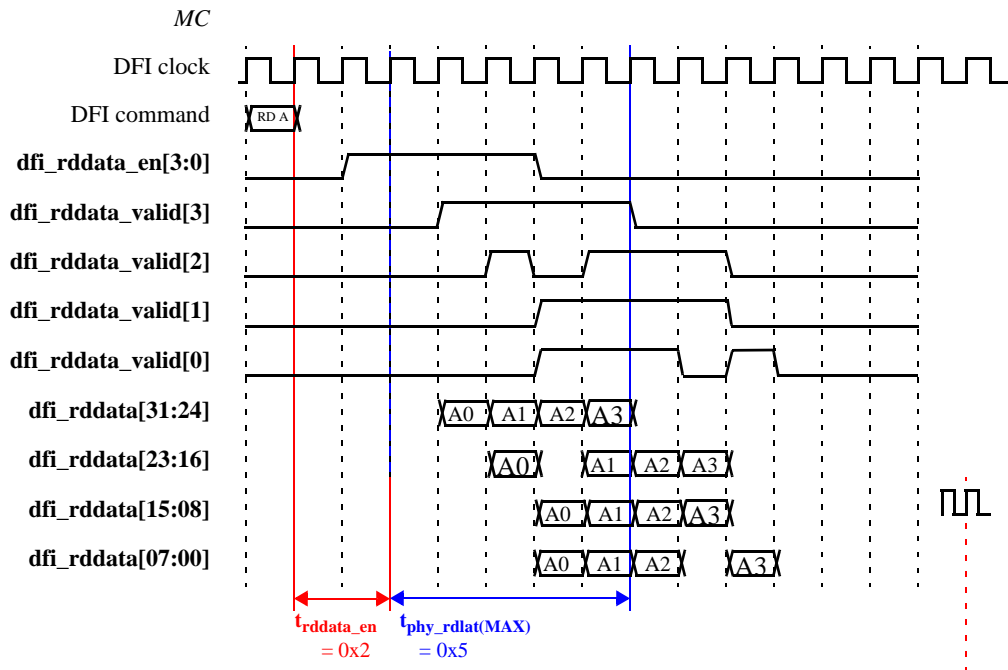 MC
DFI clock
DFI command RD A
dfi_rddata_en[3:0]
dfi_rddata_valid[3]
dfi_rddata_valid[2]
dfi_rddata_valid[1]
dfi_rddata_valid[0]
dfi_rddata[31:24] A0 A1 A2 A3
dfi_rddata[23:16] A0 A1 A2 A3
dfi_rddata[15:08] A0 A1 A2 A3
dfi_rddata[07:00] A0 A1 A2 A3
trddata_en tphy_rdlat(MAX)
= 0x2 = 0x5